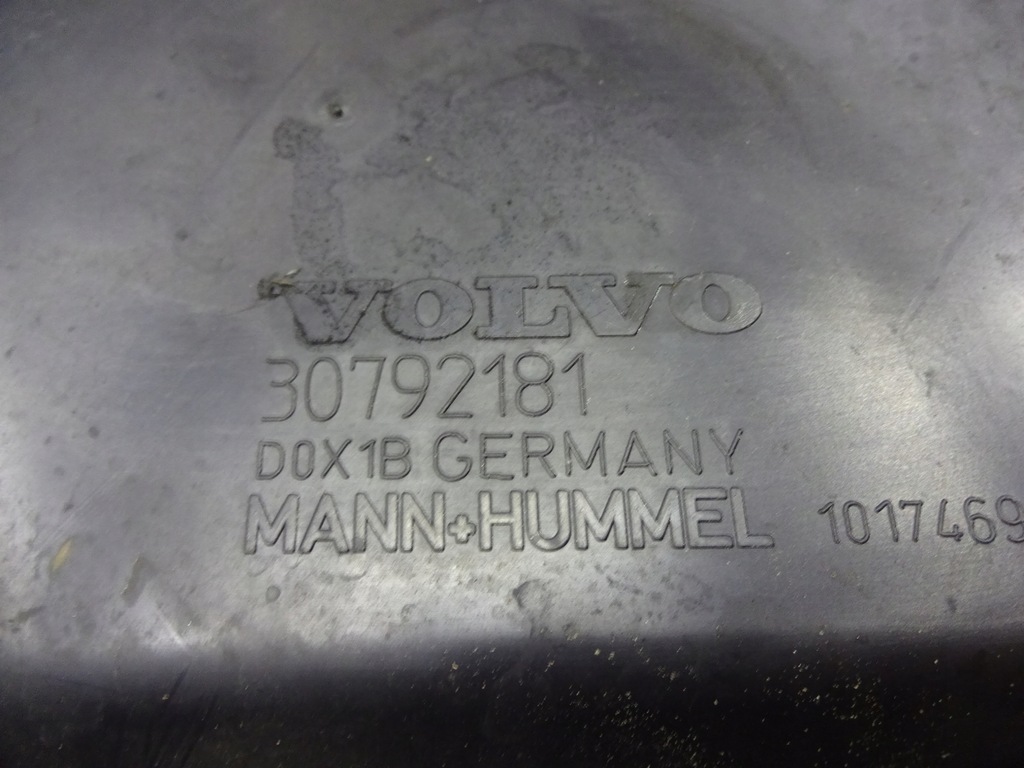 VOLVO
30792181
D0X1B GERMANY
MANN+HUMMEL 1017469